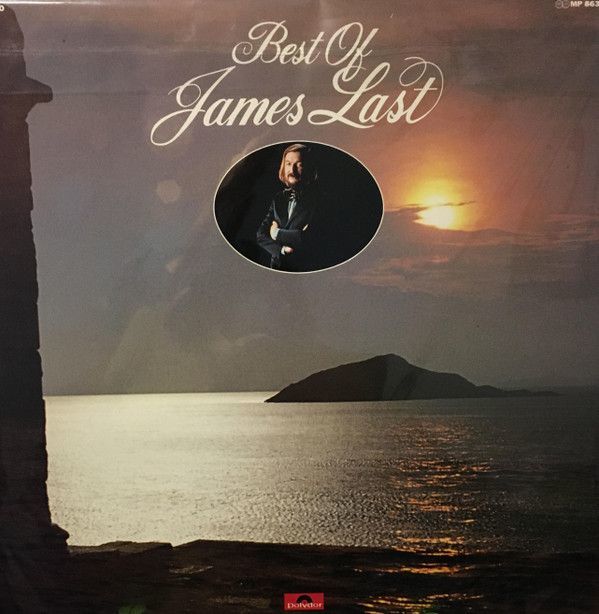 MP 863
Best Of
James Last
Polydor